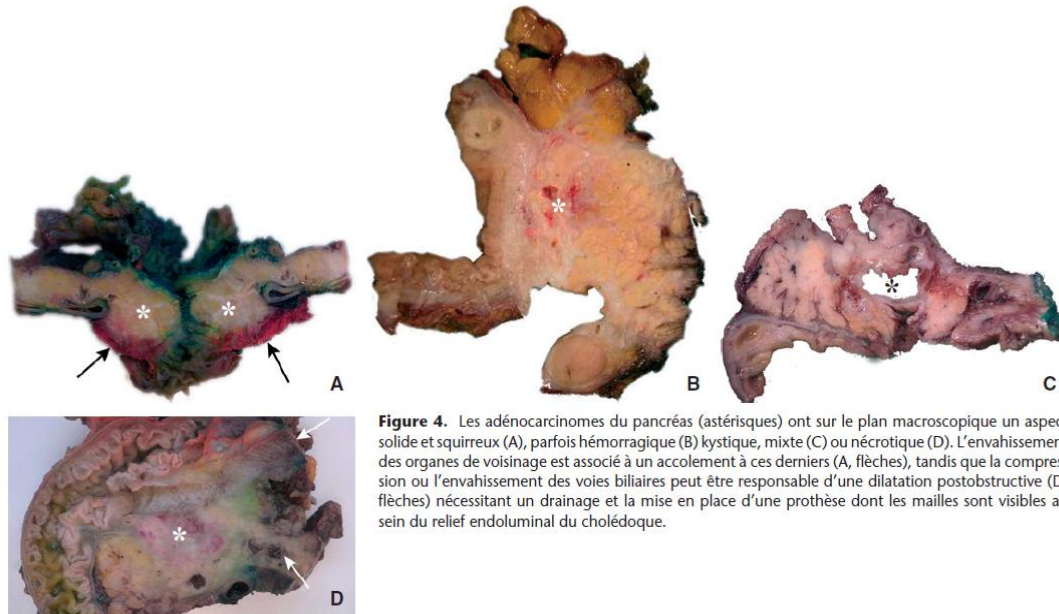 A
B
C
D
Figure 4. Les adénocarcinomes du pancréas (astérisques) ont sur le plan macroscopique un aspec
solide et squirreux (A), parfois hémorragique (B) kystique, mixte (C) ou nécrotique (D). L'envahissemen
des organes de voisinage est associé à un accolement à ces derniers (A, flèches), tandis que la compres
sion ou l'envahissement des voies biliaires peut être responsable d'une dilatation postobstructive (D
flèches) nécessitant un drainage et la mise en place d'une prothèse dont les mailles sont visibles a
sein du relief endoluminal du cholédoque.